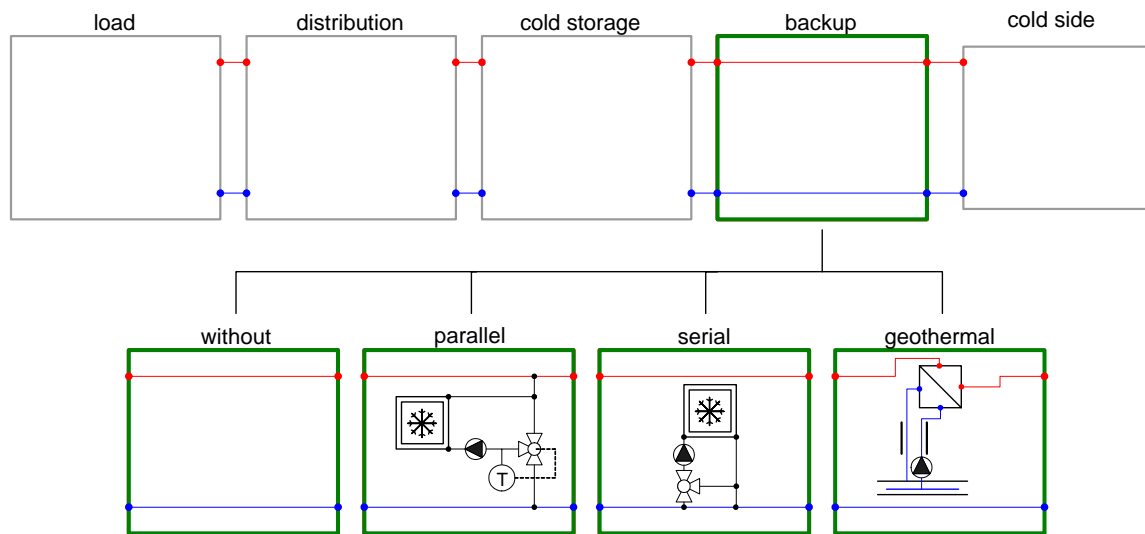 load
distribution
cold storage
backup
cold side
without
parallel
serial
geothermal
T